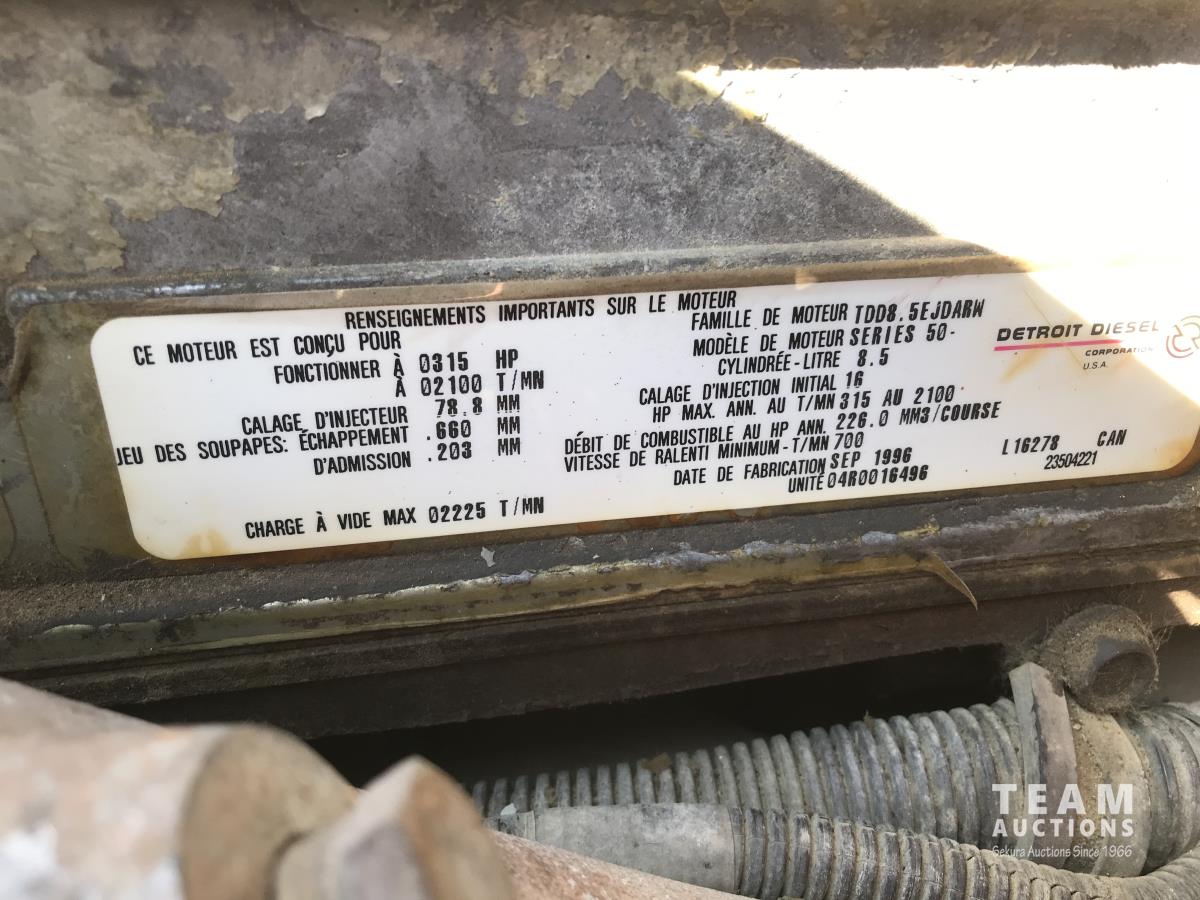 RENSEIGNEMENTS IMPORTANTS SUR LE MOTEUR
CE MOTEUR EST CONÇU POUR
FONCTIONNER À 0315 HP
À 02100 T/MN
CALAGE D'INJECTEUR 78.8 MM
JEU DES SOUPAPES: ÉCHAPPEMENT .660 MM
D'ADMISSION .203 MM
CHARGE À VIDE MAX 02225 T/MN
FAMILLE DE MOTEUR TDD8.5EJDARW
MODÈLE DE MOTEUR SERIES 50-
CYLINDRÉE-LITRE 8.5
CALAGE D'INJECTION INITIAL 16
HP MAX. ANN. AU T/MN 315 AU 2100
DÉBIT DE COMBUSTIBLE AU HP ANN. 226.0 MM3/COURSE
VITESSE DE RALENTI MINIMUM-T/MN 700
DATE DE FABRICATION SEP 1996
UNITÉ 04R0016496
DETROIT DIESEL
CORPORATION
U.S.A.
L16278 CAN
23504221
TEAM
AUCTIONS
Gekura Auctions Since 1966